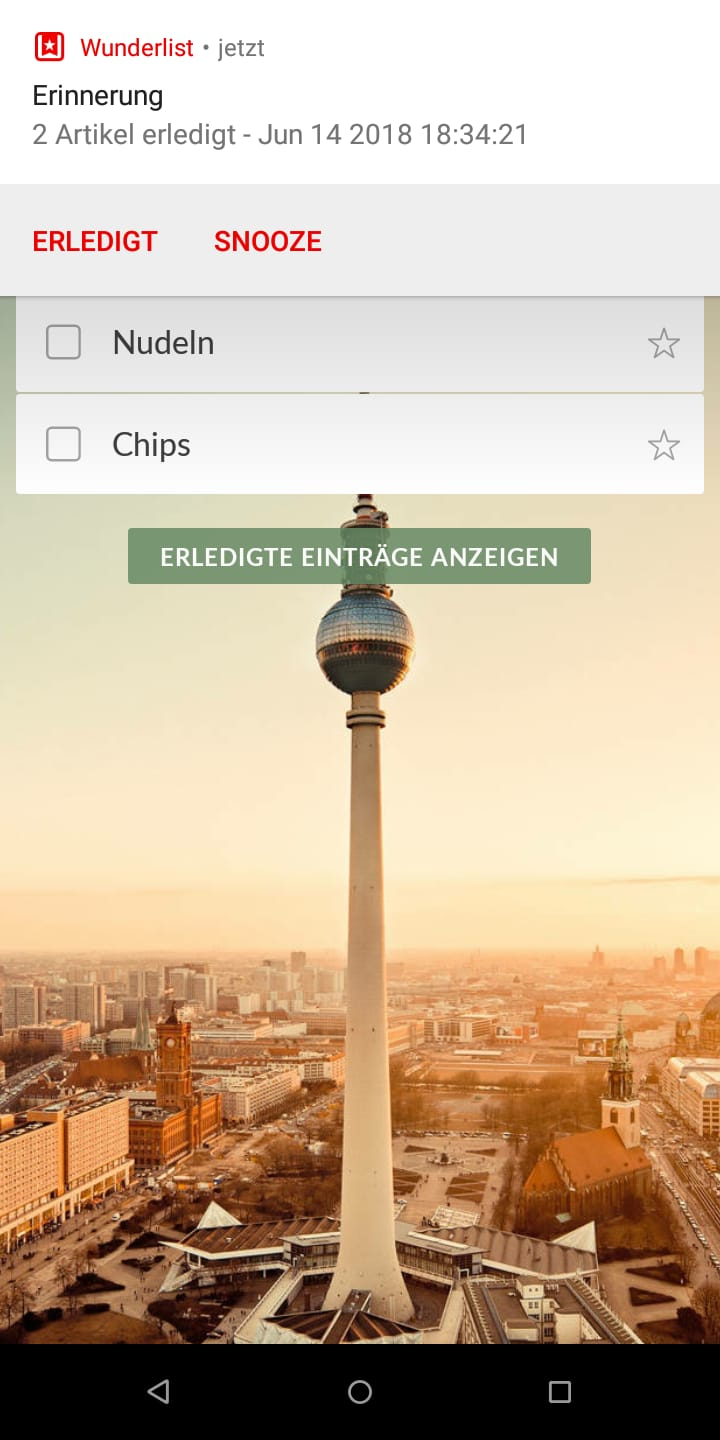 Wunderlist • jetzt
Erinnerung
2 Artikel erledigt - Jun 14 2018 18:34:21
ERLEDIGT SNOOZE
Nudeln
Chips
ERLEDIGTE EINTRÄGE ANZEIGEN